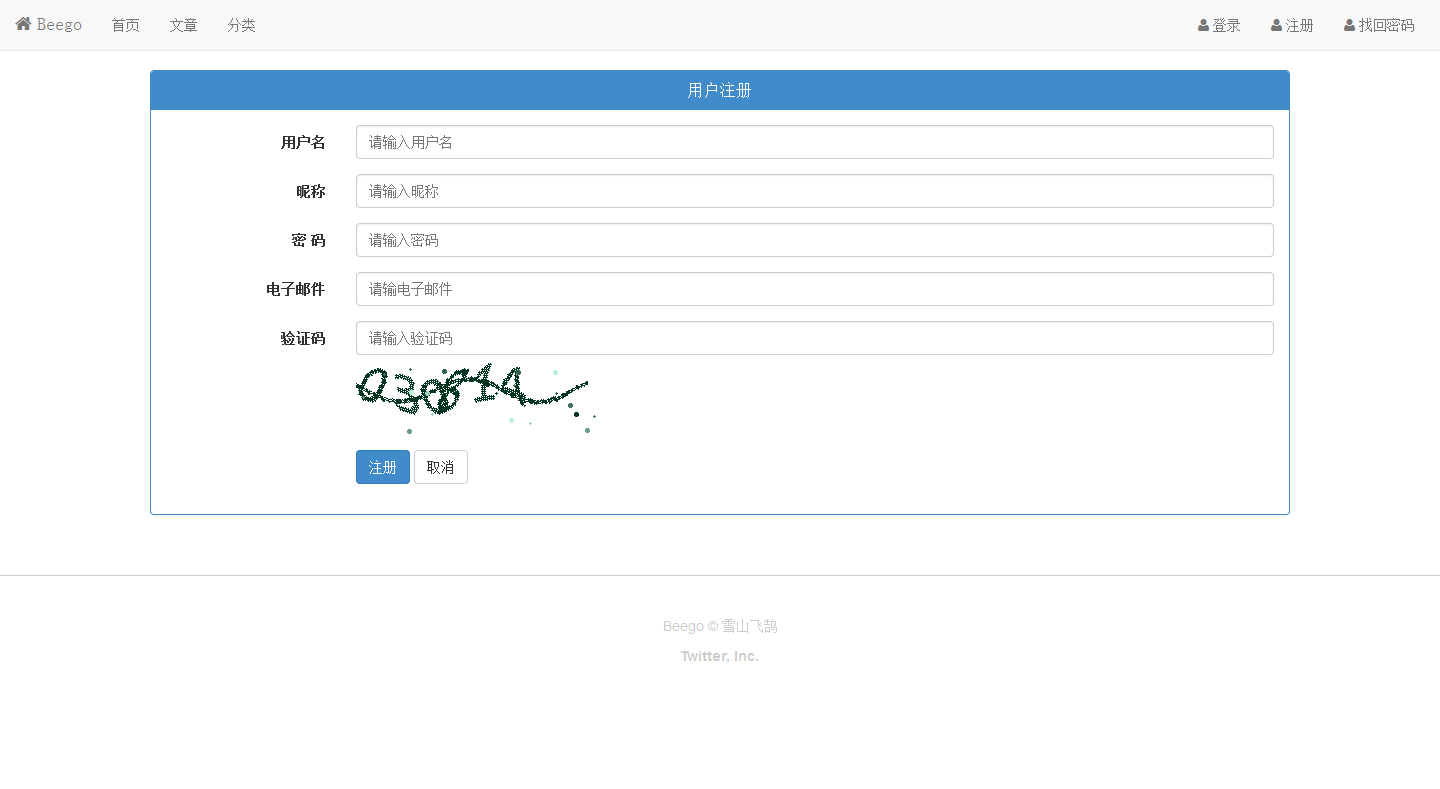 Beego 首页 文章 分类 登录 注册 找回密码
用户注册
用户名 请输入用户名
昵称 请输入昵称
密 码 请输入密码
电子邮件 请输电子邮件
验证码 请输入验证码
注册 取消
Beego © 雪山飞鹄
Twitter, Inc.